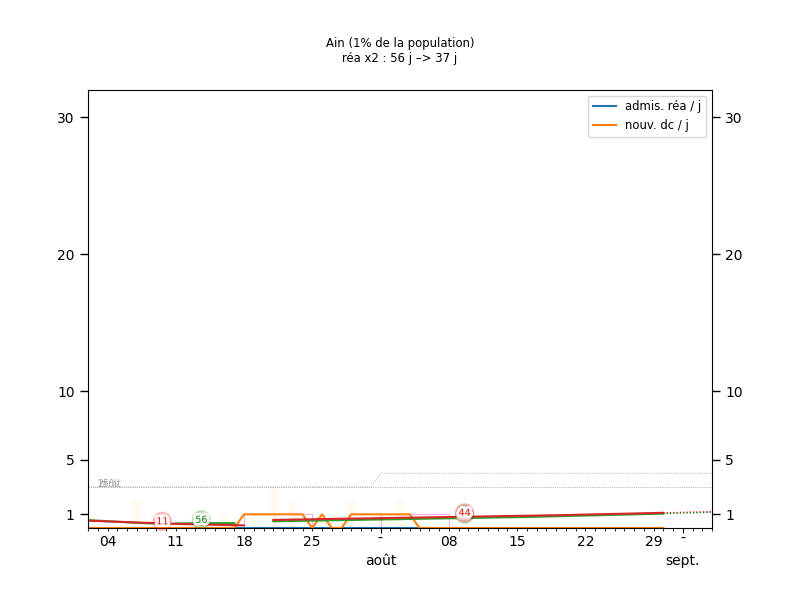 Ain (1% de la population)
réa x2 : 56 j –> 37 j
admis. réa / j
nouv. dc / j
30 30
20 20
10 10
5 5
1 1
11 56 44
04 11 18 25 - 08 15 22 29 -
août sept.